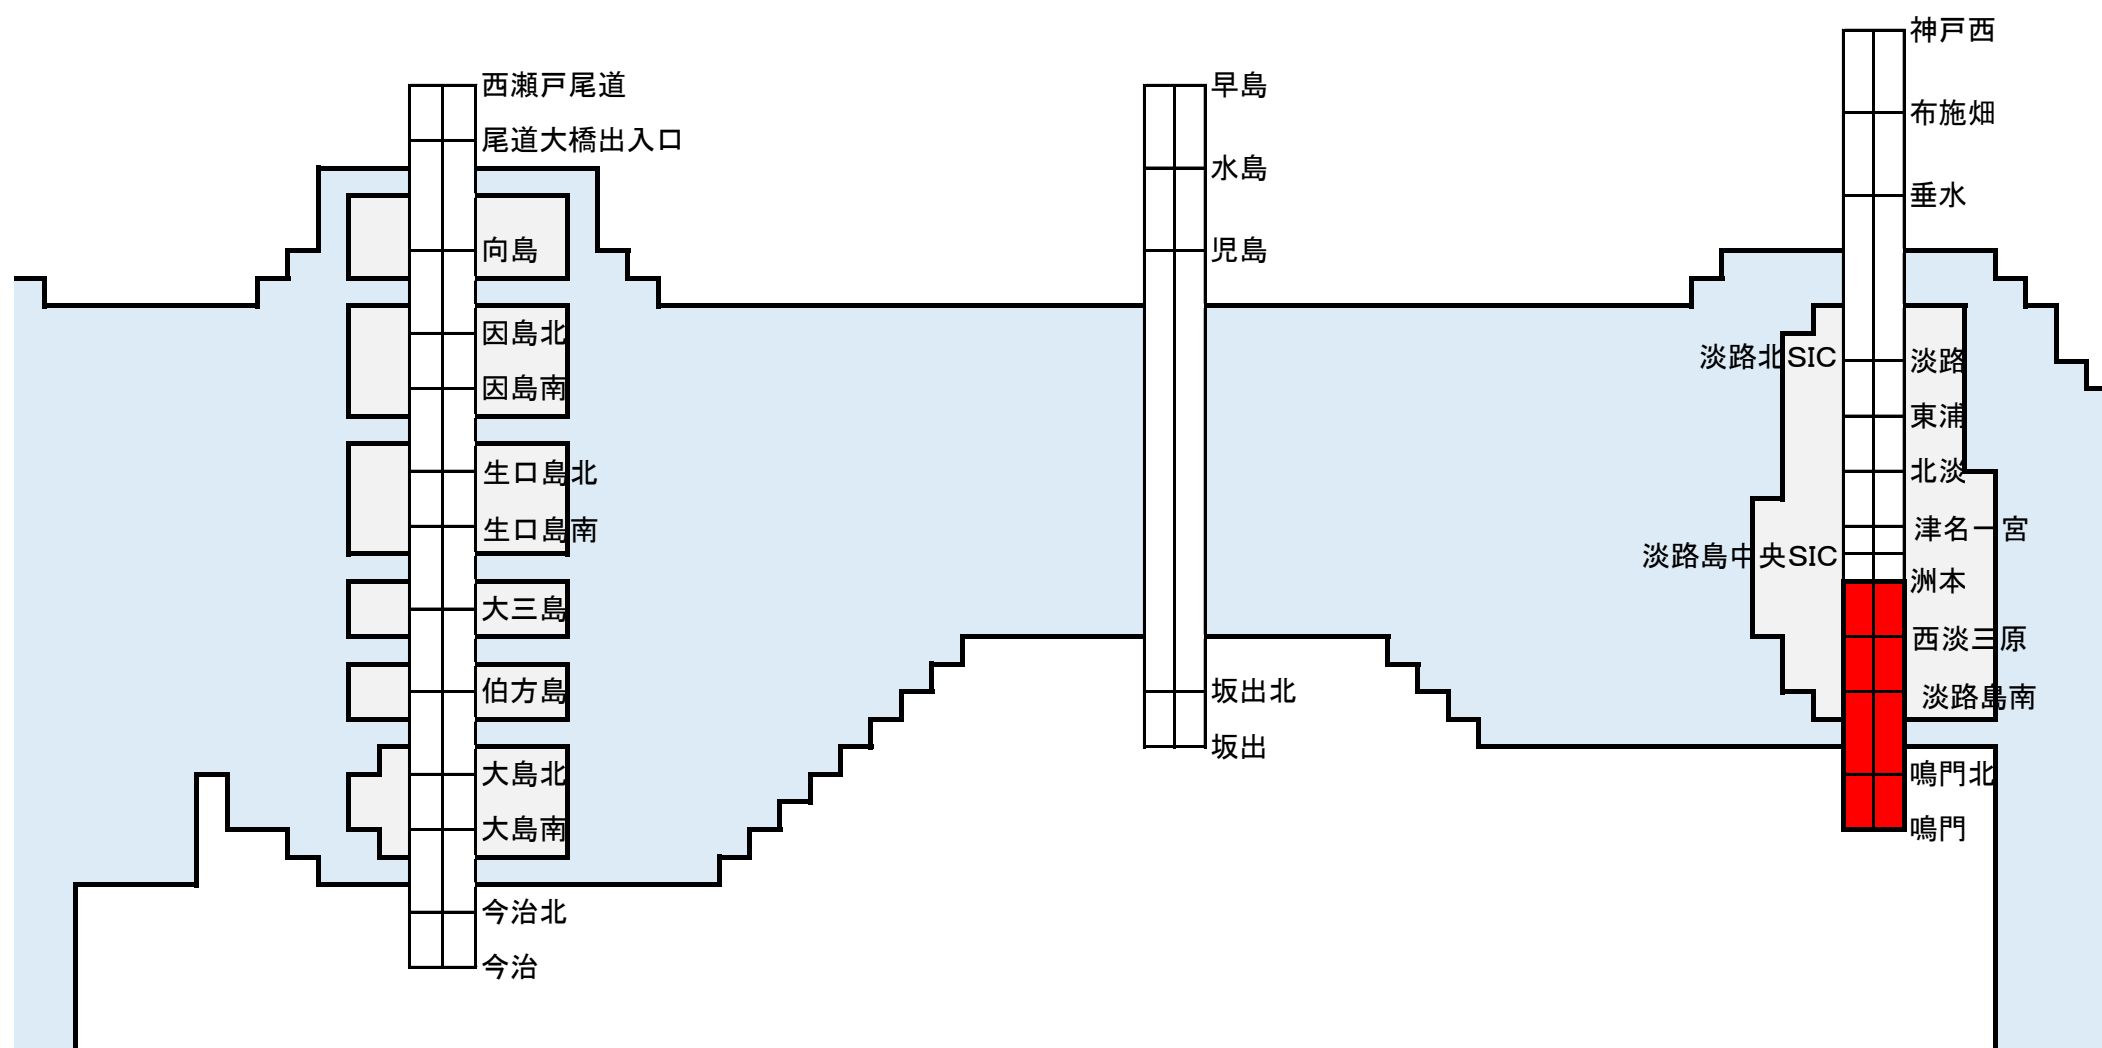 西瀬戸尾道
尾道大橋出入口
向島
因島北
因島南
生口島北
生口島南
大三島
伯方島
大島北
大島南
今治北
今治
早島
水島
児島
坂出北
坂出
神戸西
布施畑
垂水
淡路北SIC
淡路
東浦
北淡
津名一宮
淡路島中央SIC
洲本
西淡三原
淡路島南
鳴門北
鳴門